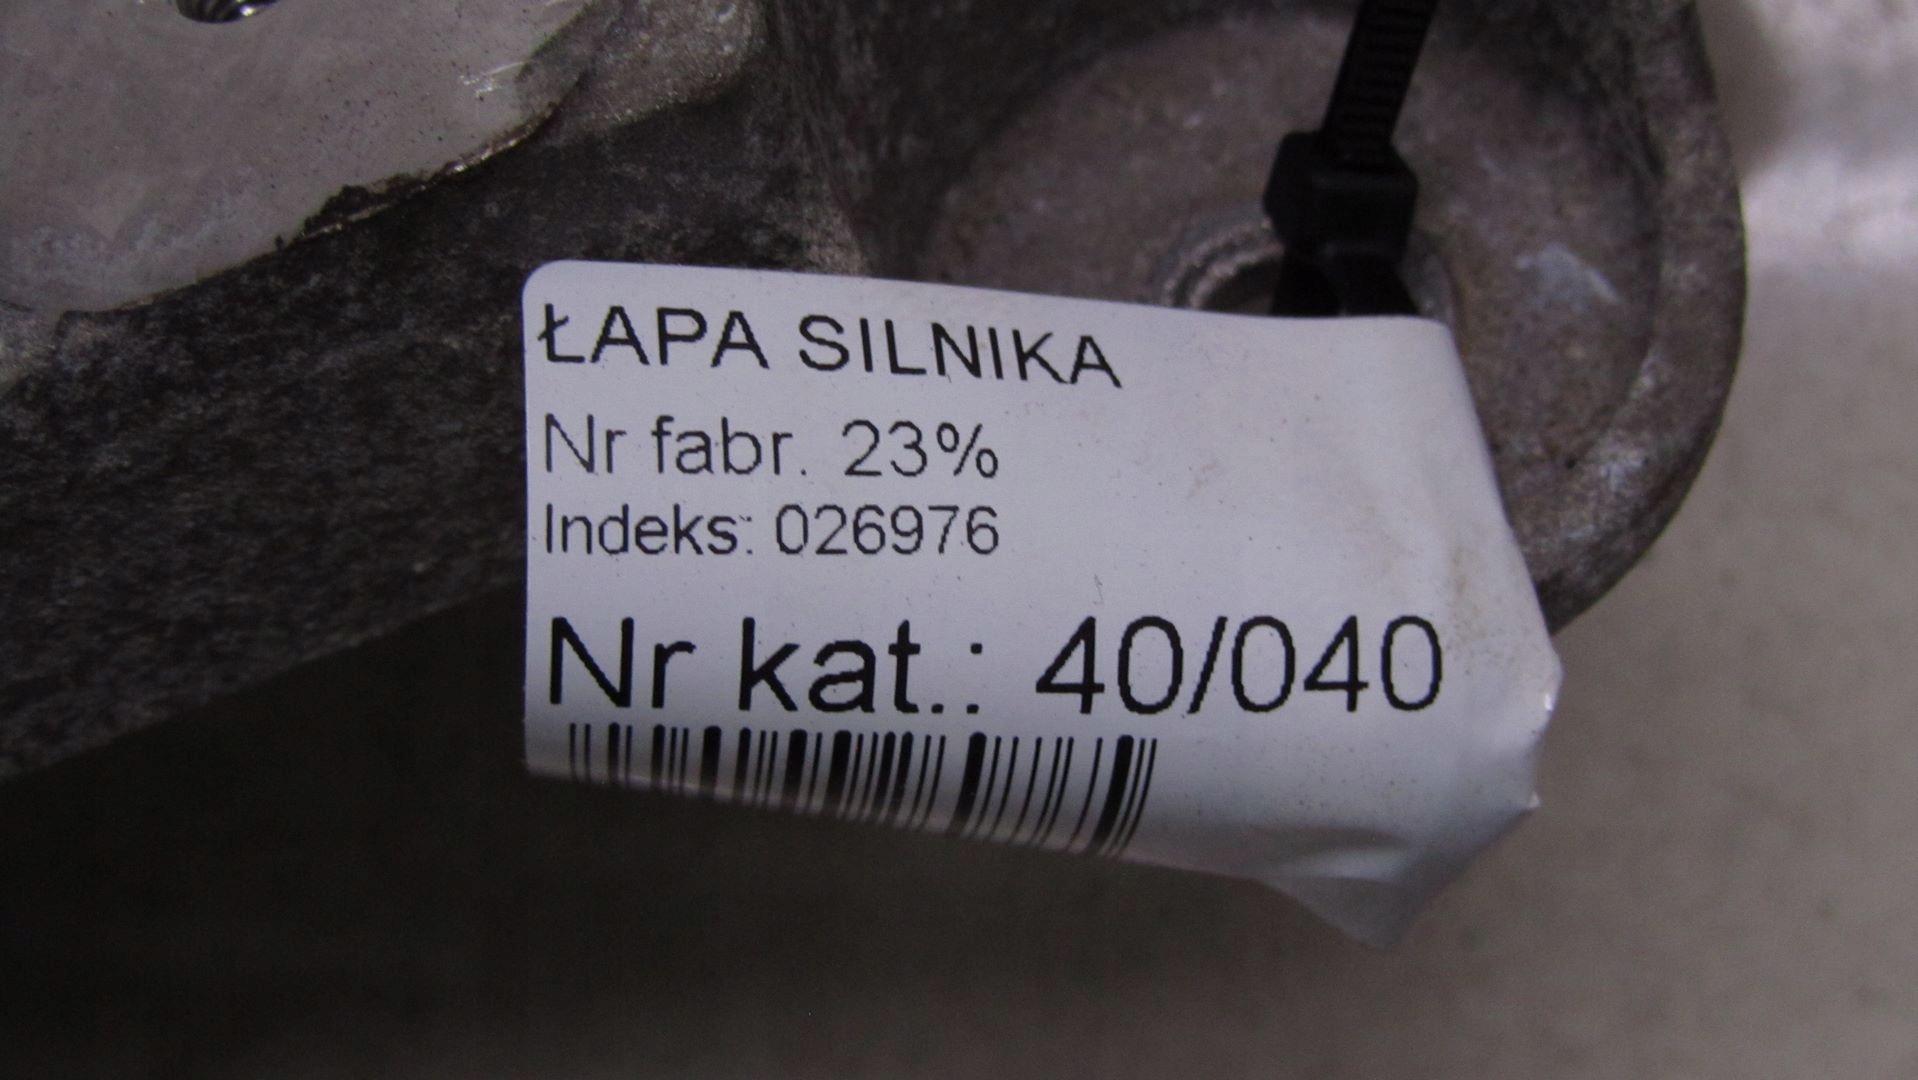 ŁAPA SILNIKA
Nr fabr. 23%
Indeks: 026976
Nr kat.: 40/040